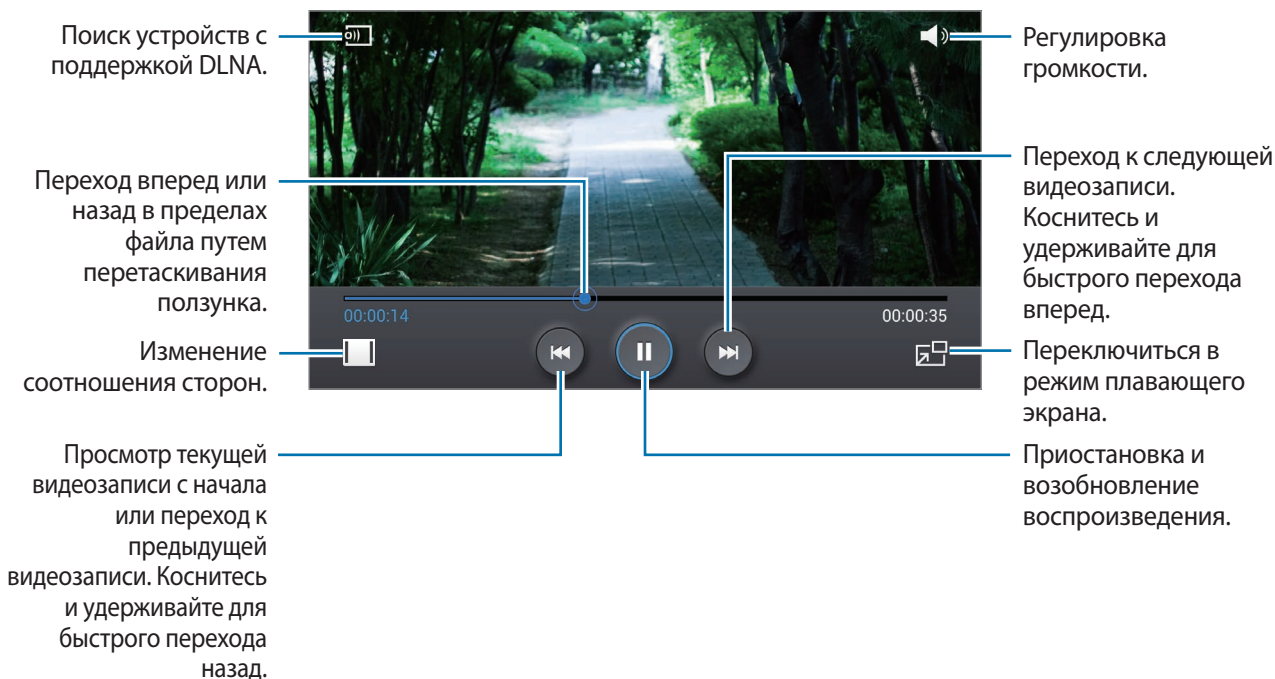 Поиск устройств с
поддержкой DLNA.
Переход вперед или
назад в пределах
файла путем
перетаскивания
ползунка.
Изменение
соотношения сторон.
Просмотр текущей
видеозаписи с начала
или переход к
предыдущей
видеозаписи. Коснитесь
и удерживайте для
быстрого перехода
назад.
00:00:14
00:00:35
Регулировка
громкости.
Переход к следующей
видеозаписи.
Коснитесь и
удерживайте для
быстрого перехода
вперед.
Переключиться в
режим плавающего
экрана.
Приостановка и
возобновление
воспроизведения.